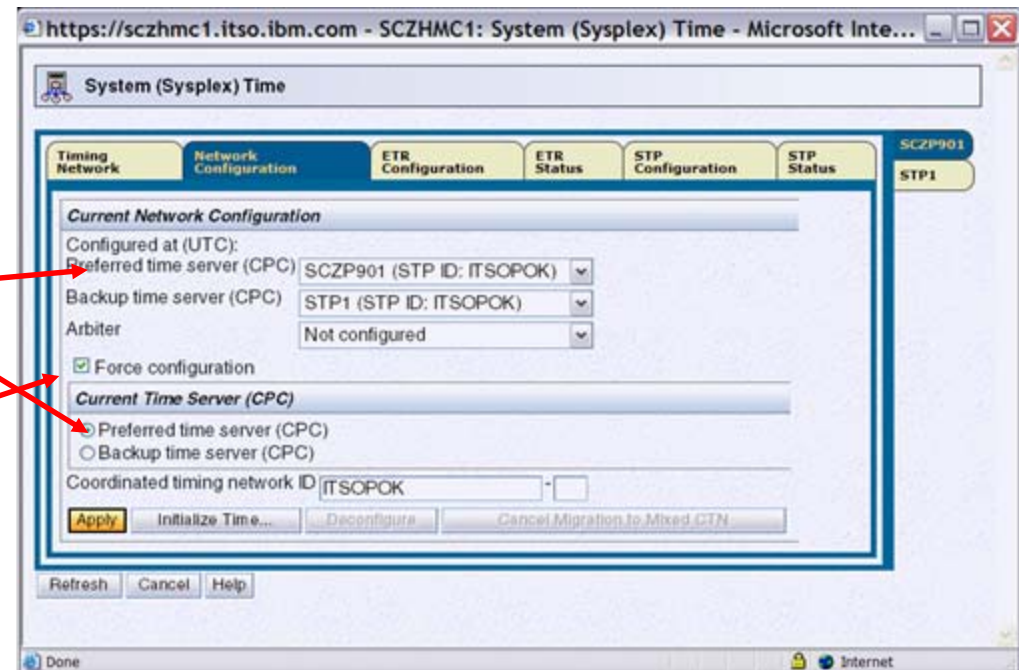 https://sczhmc1.itso.ibm.com - SCZHMC1: System (Sysplex) Time - Microsoft Inte...
System (Sysplex) Time
Timing Network
Network Configuration
ETR Configuration
ETR Status
STP Configuration
STP Status
SCZP901
STP1
Current Network Configuration
Configured at (UTC):
Preferred time server (CPC) SCZP901 (STP ID: ITSOPOK)
Backup time server (CPC) STP1 (STP ID: ITSOPOK)
Arbiter Not configured
Force configuration
Current Time Server (CPC)
Preferred time server (CPC)
Backup time server (CPC)
Coordinated timing network ID ITSOPOK -
Apply Initialize Time... Deconfigure Cancel Migration to Mixed CTN
Refresh Cancel Help
Done Internet